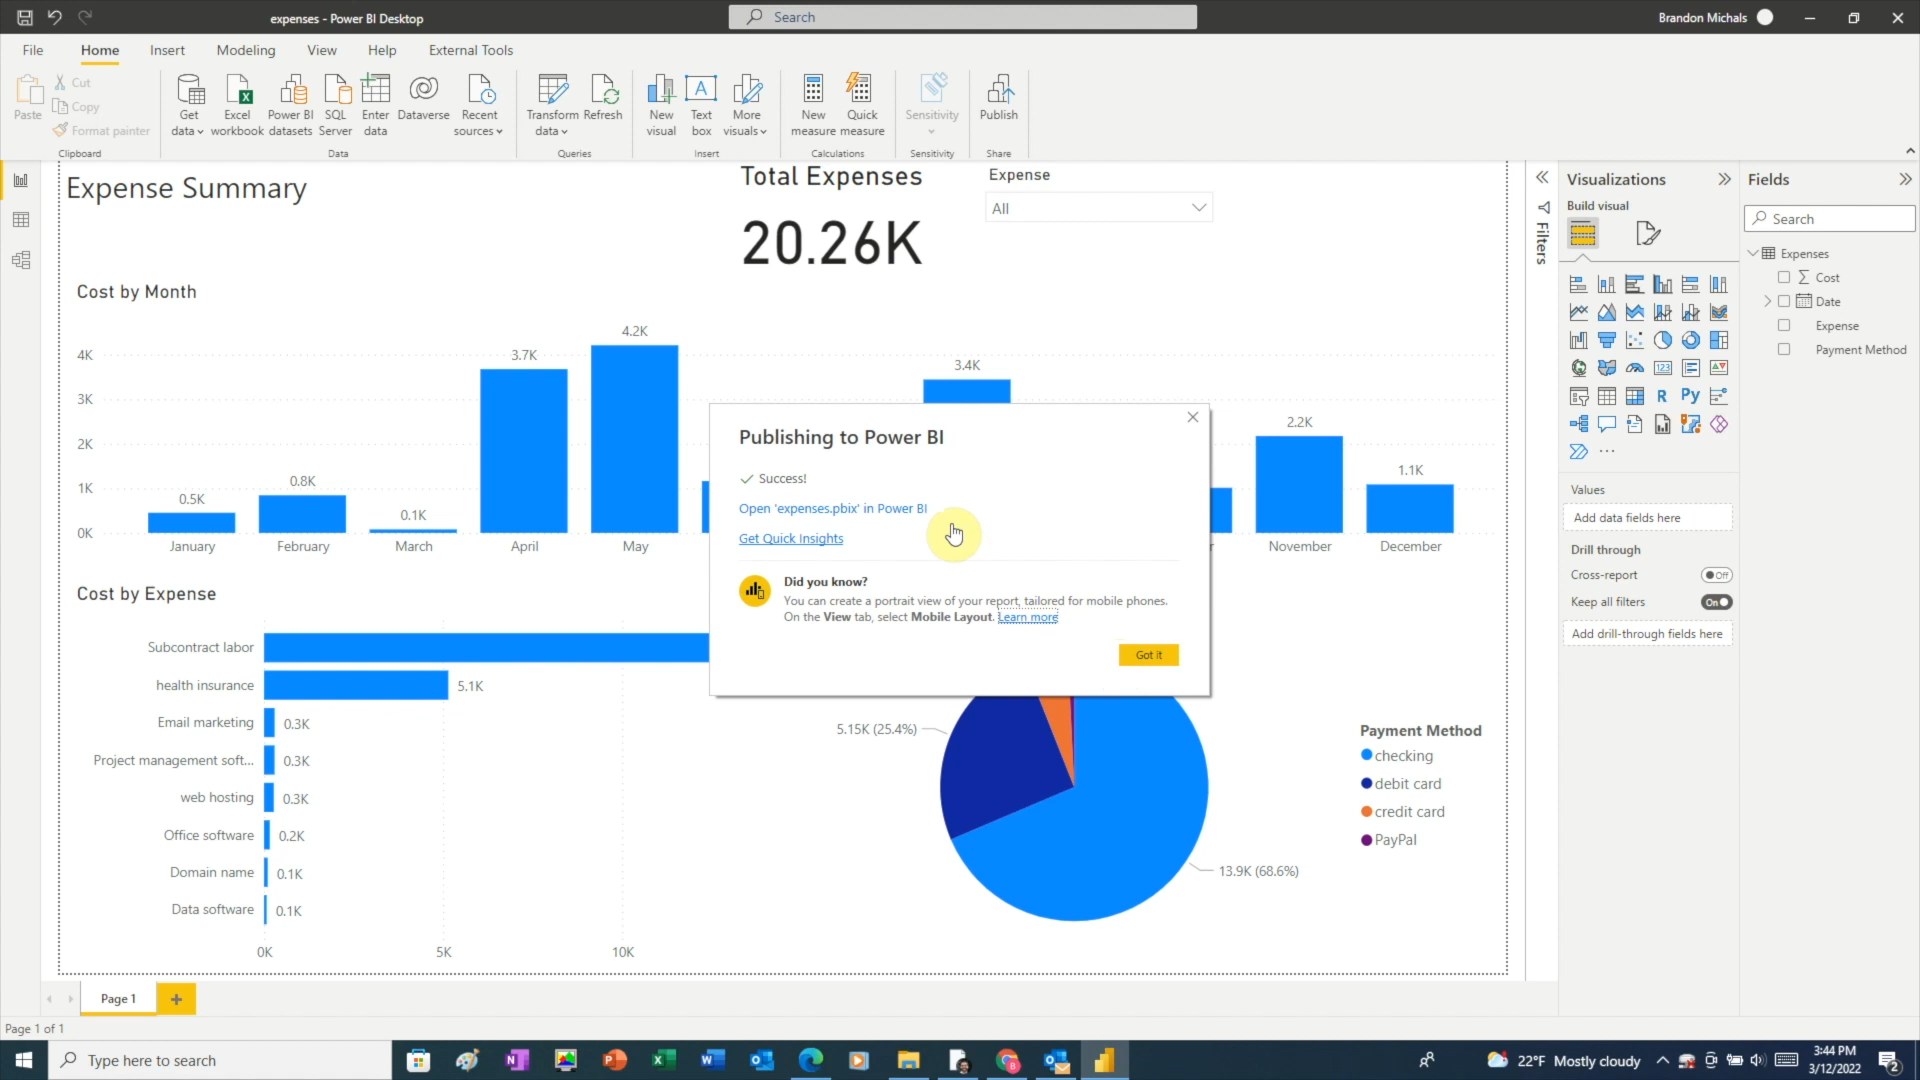 expenses - Power BI Desktop
Search
Brandon Michals
File
Home
Insert
Modeling
View
Help
External Tools
Paste
Cut
Copy
Format painter
Clipboard
Get data
Excel workbook
Power BI datasets
SQL Server
Enter data
Dataverse
Recent sources
Data
Transform data
Refresh
Queries
New visual
Text box
More visuals
Insert
New measure
Quick measure
Calculations
Sensitivity
Sensitivity
Publish
Share
Expense Summary
Total Expenses
20.26K
Expense
All
Cost by Month
4K
3K
2K
1K
0K
0.5K
0.8K
0.1K
3.7K
4.2K
3.4K
2.2K
1.1K
January
February
March
April
May
r
November
December
Publishing to Power BI
Success!
Open 'expenses.pbix' in Power BI
Get Quick Insights
Did you know?
You can create a portrait view of your report, tailored for mobile phones.
On the View tab, select Mobile Layout. Learn more
Got it
Cost by Expense
Subcontract labor
health insurance
5.1K
Email marketing
0.3K
Project management soft...
0.3K
web hosting
0.3K
Office software
0.2K
Domain name
0.1K
Data software
0.1K
0K
5K
10K
5.15K (25.4%)
13.9K (68.6%)
Payment Method
checking
debit card
credit card
PayPal
Filters
Visualizations
Build visual
123
R
Py
Values
Add data fields here
Drill through
Cross-report
Off
Keep all filters
On
Add drill-through fields here
Fields
Search
Expenses
Cost
Date
Expense
Payment Method
Page 1
Page 1 of 1
Type here to search
22°F Mostly cloudy
3:44 PM
3/12/2022
2